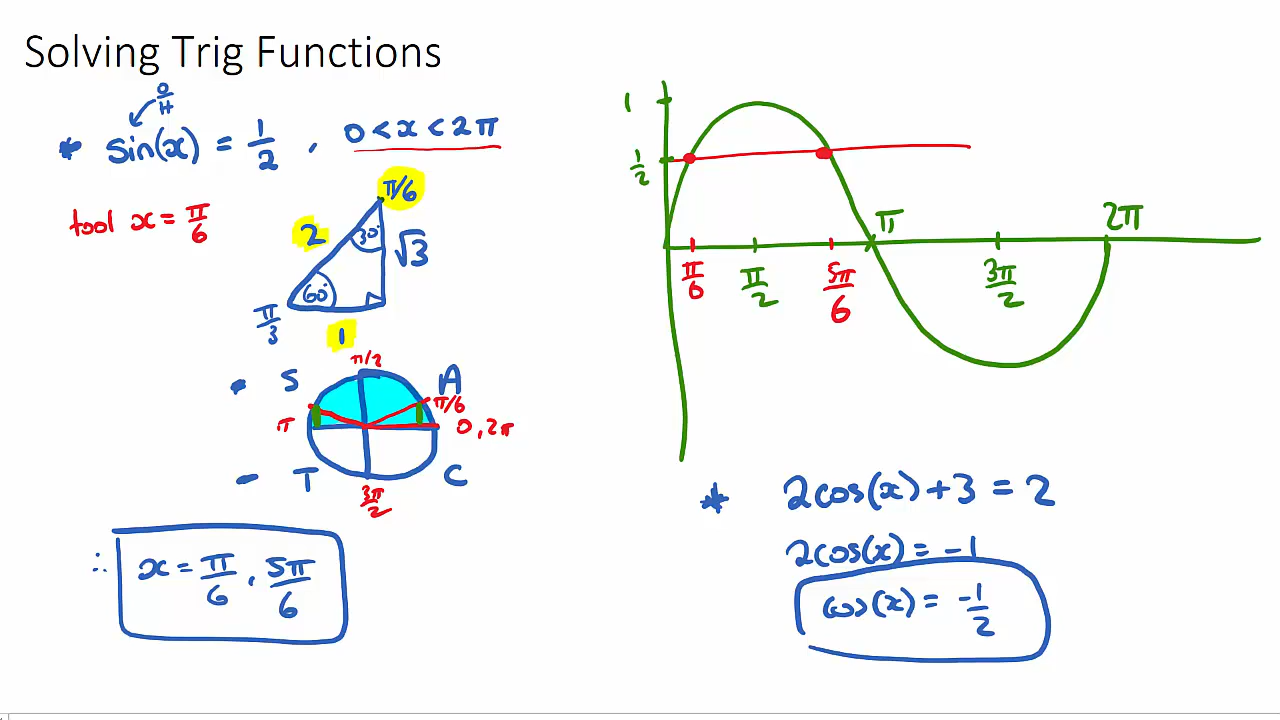 Solving Trig Functions
O/H
* sin(x) = 1/2 , 0 < x < 2π
tool x = π/6
π/6
2
30°
√3
60°
π/3
1
π/2
S A
π/6
π 0, 2π
T C
3π/2
∴ x = π/6 , 5π/6
1
1/2
π 2π
π/6 π/2 5π/6 3π/2
* 2cos(x) + 3 = 2
2cos(x) = -1
cos(x) = -1/2